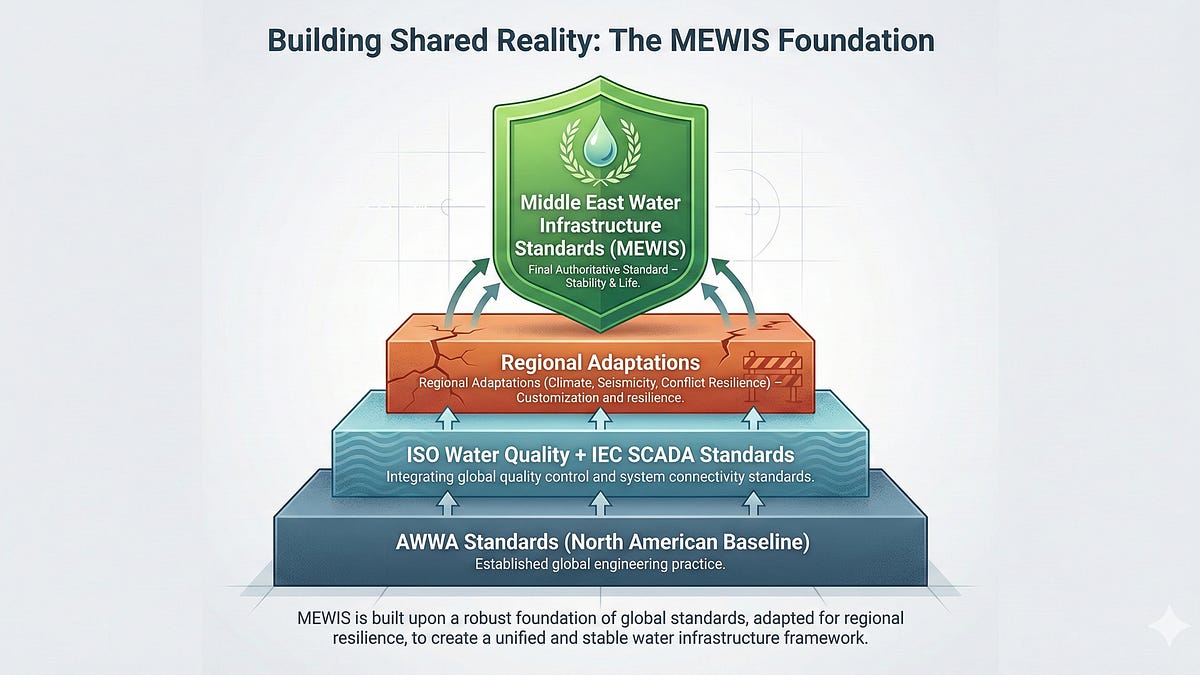 Building Shared Reality: The MEWIS Foundation
Middle East Water
Infrastructure
Standards (MEWIS)
Final Authoritative Standard –
Stability & Life.
Regional Adaptations
Regional Adaptations (Climate, Seismicity, Conflict Resilience) –
Customization and resilience.
ISO Water Quality + IEC SCADA Standards
Integrating global quality control and system connectivity standards.
AWWA Standards (North American Baseline)
Established global engineering practice.
MEWIS is built upon a robust foundation of global standards, adapted for regional
resilience, to create a unified and stable water infrastructure framework.